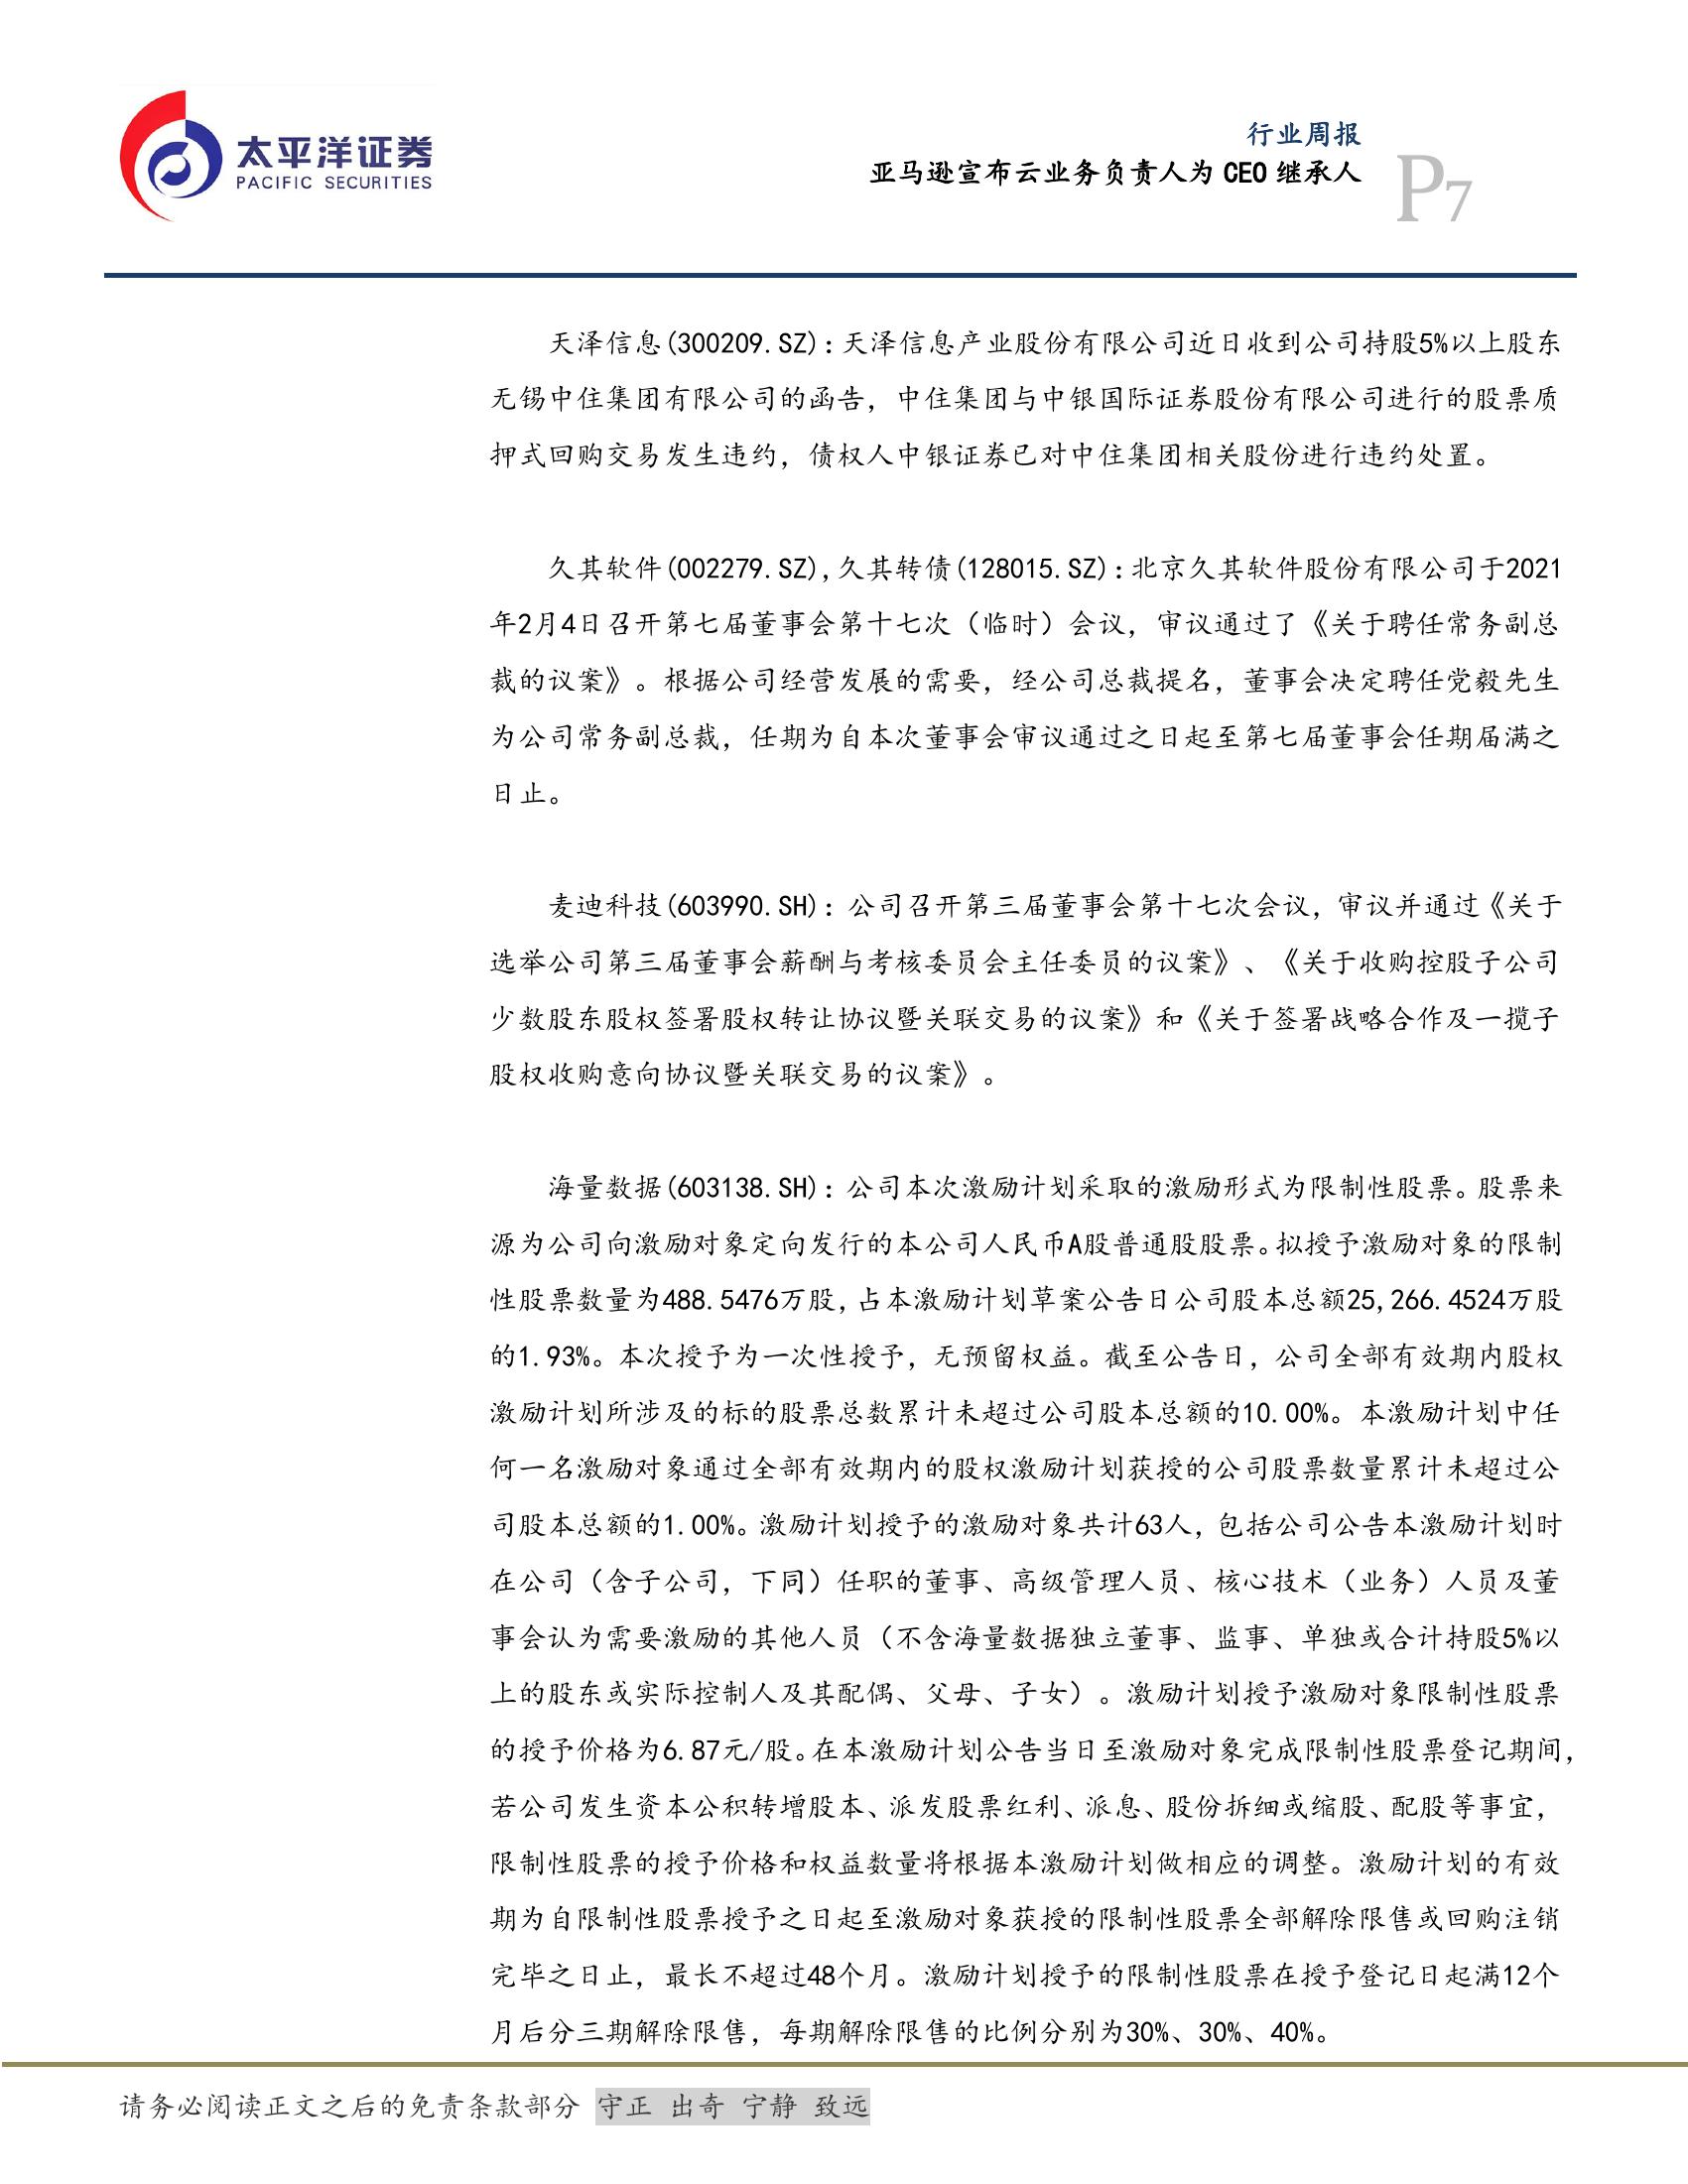 太平洋证券
PACIFIC SECURITIES
行业周报
亚马逊宣布云业务负责人为 CEO 继承人
P7
天泽信息(300209.SZ):天泽信息产业股份有限公司近日收到公司持股5%以上股东
无锡中住集团有限公司的函告，中住集团与中银国际证券股份有限公司进行的股票质
押式回购交易发生违约，债权人中银证券已对中住集团相关股份进行违约处置。
久其软件(002279.SZ),久其转债(128015.SZ):北京久其软件股份有限公司于2021
年2月4日召开第七届董事会第十七次（临时）会议，审议通过了《关于聘任常务副总
裁的议案》。根据公司经营发展的需要，经公司总裁提名，董事会决定聘任党毅先生
为公司常务副总裁，任期为自本次董事会审议通过之日起至第七届董事会任期届满之
日止。
麦迪科技(603990.SH): 公司召开第三届董事会第十七次会议，审议并通过《关于
选举公司第三届董事会薪酬与考核委员会主任委员的议案》、《关于收购控股子公司
少数股东股权签署股权转让协议暨关联交易的议案》和《关于签署战略合作及一揽子
股权收购意向协议暨关联交易的议案》。
海量数据(603138.SH): 公司本次激励计划采取的激励形式为限制性股票。股票来
源为公司向激励对象定向发行的本公司人民币A股普通股股票。拟授予激励对象的限制
性股票数量为488.5476万股，占本激励计划草案公告日公司股本总额25,266.4524万股
的1.93%。本次授予为一次性授予，无预留权益。截至公告日，公司全部有效期内股权
激励计划所涉及的标的股票总数累计未超过公司股本总额的10.00%。本激励计划中任
何一名激励对象通过全部有效期内的股权激励计划获授的公司股票数量累计未超过公
司股本总额的1.00%。激励计划授予的激励对象共计63人，包括公司公告本激励计划时
在公司（含子公司，下同）任职的董事、高级管理人员、核心技术（业务）人员及董
事会认为需要激励的其他人员（不含海量数据独立董事、监事、单独或合计持股5%以
上的股东或实际控制人及其配偶、父母、子女）。激励计划授予激励对象限制性股票
的授予价格为6.87元/股。在本激励计划公告当日至激励对象完成限制性股票登记期间，
若公司发生资本公积转增股本、派发股票红利、派息、股份拆细或缩股、配股等事宜，
限制性股票的授予价格和权益数量将根据本激励计划做相应的调整。激励计划的有效
期为自限制性股票授予之日起至激励对象获授的限制性股票全部解除限售或回购注销
完毕之日止，最长不超过48个月。激励计划授予的限制性股票在授予登记日起满12个
月后分三期解除限售，每期解除限售的比例分别为30%、30%、40%。
请务必阅读正文之后的免责条款部分 守正 出奇 宁静 致远